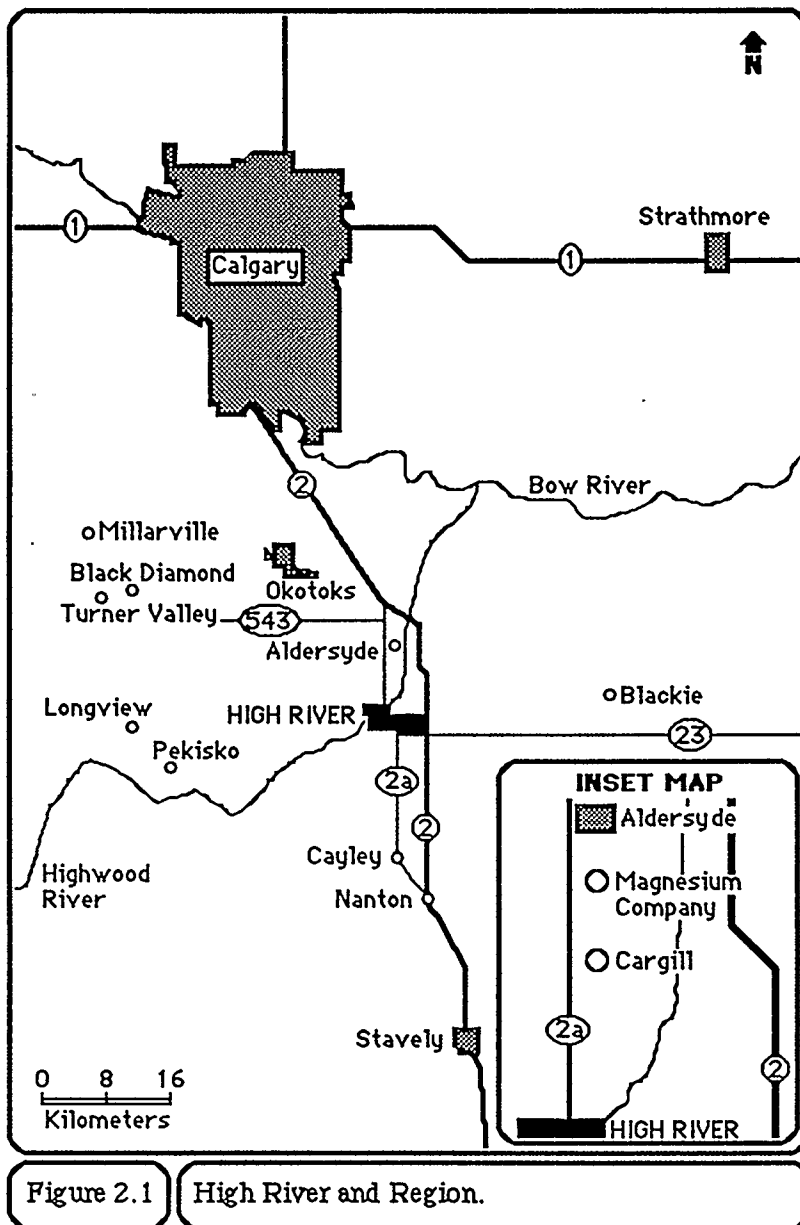 N
Strathmore
1
Calgary
1
2
Bow River
Millarville
Black Diamond
Okotoks
Turner Valley
543
Aldersyde
Longview
HIGH RIVER
Blackie
23
Pekisko
2a
2
Cayley
Highwood
River
Nanton
Stavely
0 8 16
Kilometers
INSET MAP
Aldersyde
Magnesium
Company
Cargill
2a
2
HIGH RIVER
Figure 2.1
High River and Region.